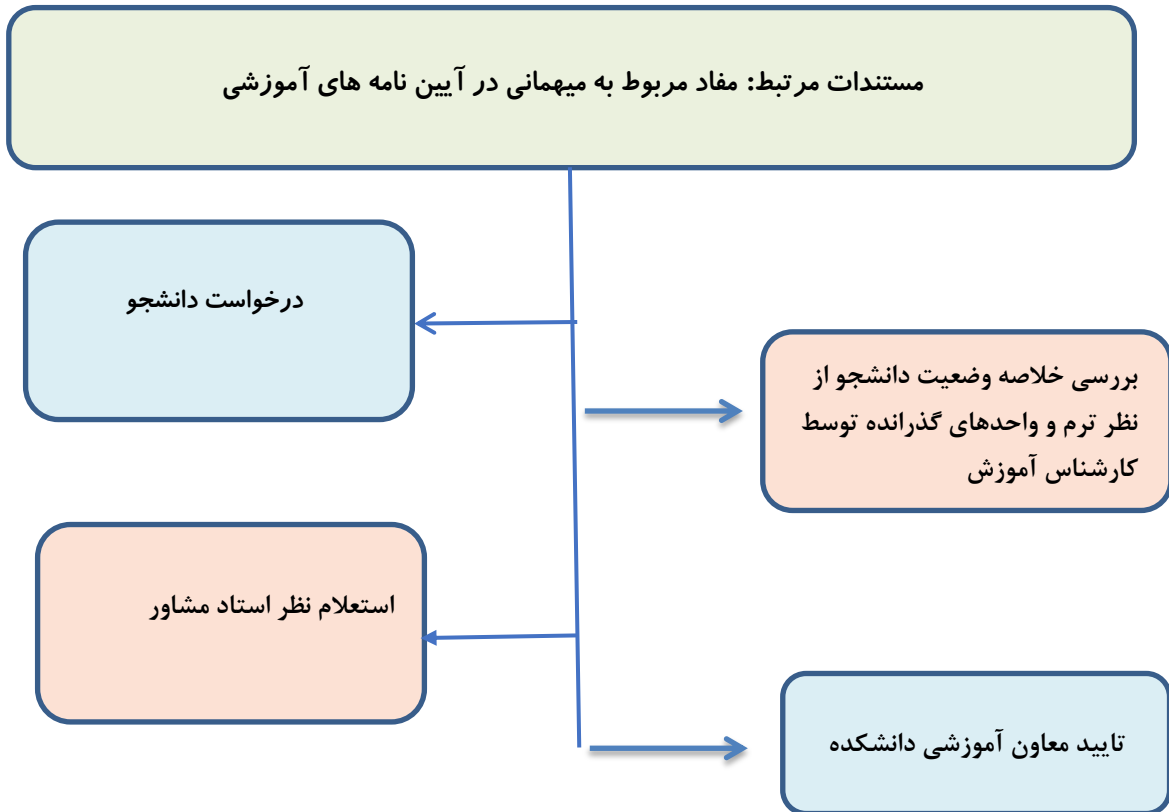 مستندات مرتبط: مفاد مربوط به میهمانی در آیین نامه های آموزشی
درخواست دانشجو
بررسی خلاصه وضعیت دانشجو از
نظر ترم و واحدهای گذرانده توسط
کارشناس آموزش
استعلام نظر استاد مشاور
تایید معاون آموزشی دانشکده